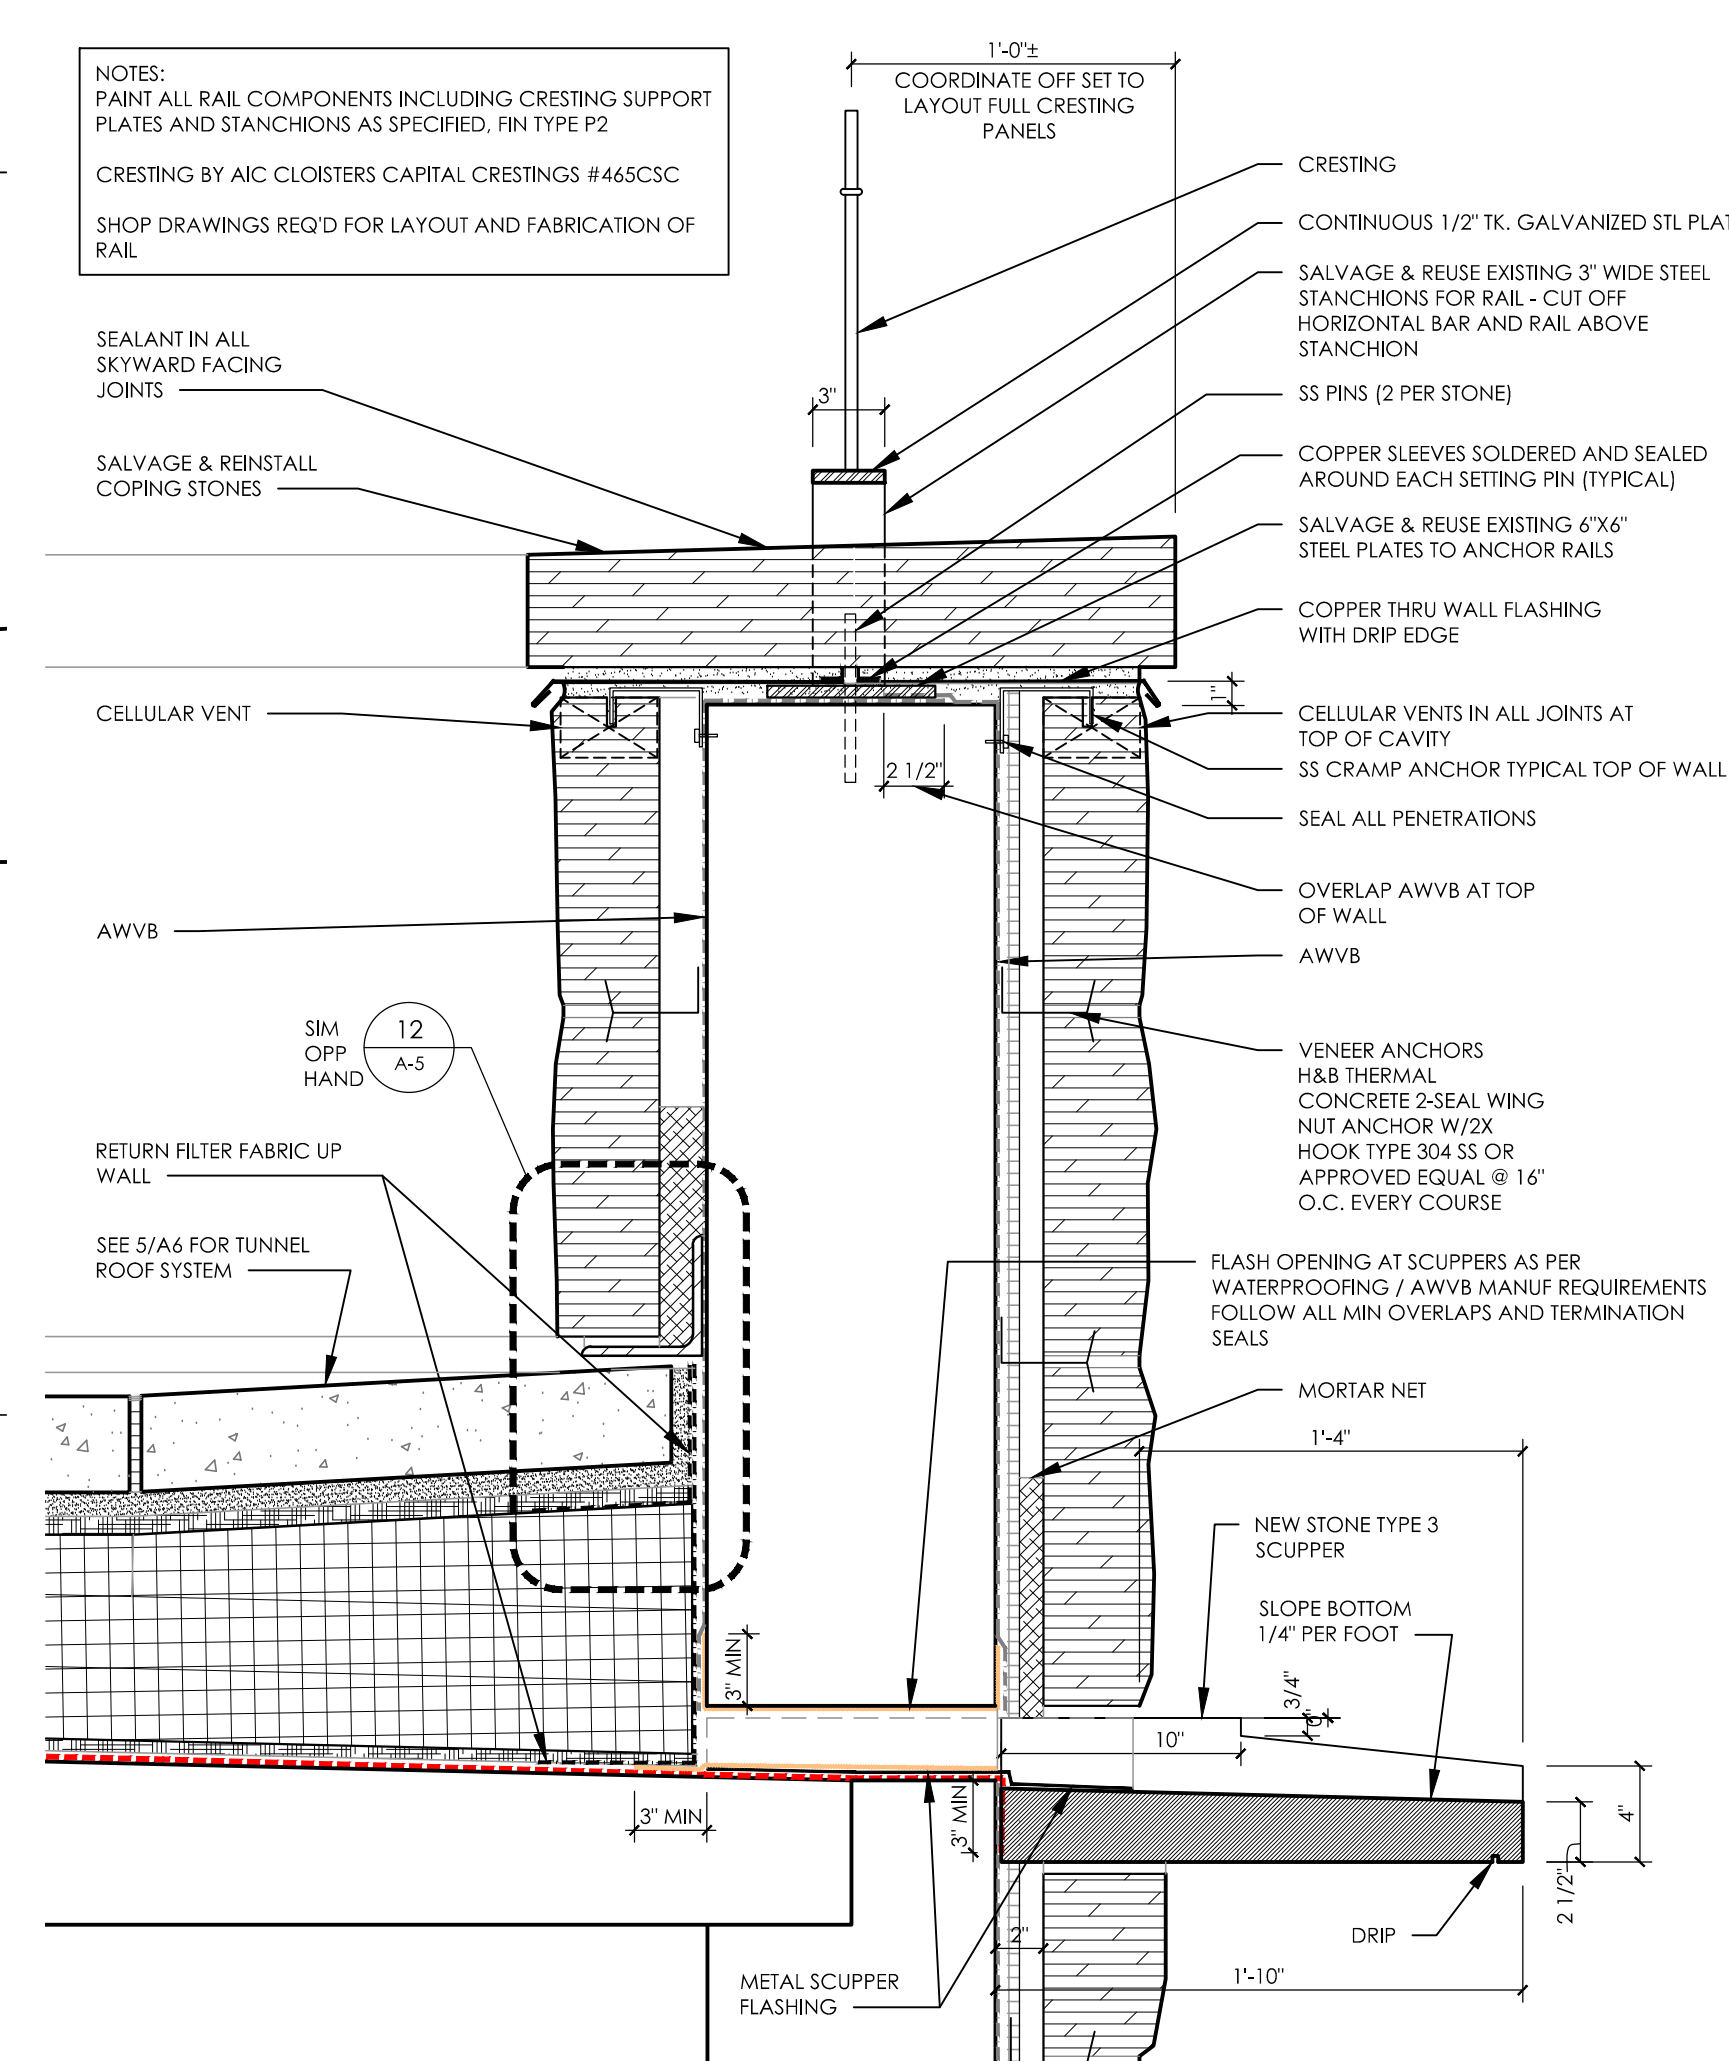 NOTES:
PAINT ALL RAIL COMPONENTS INCLUDING CRESTING SUPPORT
PLATES AND STANCHIONS AS SPECIFIED, FIN TYPE P2
CRESTING BY AIC CLOISTERS CAPITAL CRESTINGS #465CSC
SHOP DRAWINGS REQ'D FOR LAYOUT AND FABRICATION OF
RAIL
1'-0"±
COORDINATE OFF SET TO
LAYOUT FULL CRESTING
PANELS
CRESTING
CONTINUOUS 1/2" TK. GALVANIZED STL PLAT
SALVAGE & REUSE EXISTING 3" WIDE STEEL
STANCHIONS FOR RAIL - CUT OFF
HORIZONTAL BAR AND RAIL ABOVE
STANCHION
SS PINS (2 PER STONE)
COPPER SLEEVES SOLDERED AND SEALED
AROUND EACH SETTING PIN (TYPICAL)
SALVAGE & REUSE EXISTING 6"X6"
STEEL PLATES TO ANCHOR RAILS
COPPER THRU WALL FLASHING
WITH DRIP EDGE
1"
CELLULAR VENTS IN ALL JOINTS AT
TOP OF CAVITY
SS CRAMP ANCHOR TYPICAL TOP OF WALL
SEAL ALL PENETRATIONS
OVERLAP AWVB AT TOP
OF WALL
AWVB
VENEER ANCHORS
H&B THERMAL
CONCRETE 2-SEAL WING
NUT ANCHOR W/2X
HOOK TYPE 304 SS OR
APPROVED EQUAL @ 16"
O.C. EVERY COURSE
FLASH OPENING AT SCUPPERS AS PER
WATERPROOFING / AWVB MANUF REQUIREMENTS
FOLLOW ALL MIN OVERLAPS AND TERMINATION
SEALS
MORTAR NET
1'-4"
NEW STONE TYPE 3
SCUPPER
SLOPE BOTTOM
1/4" PER FOOT
3/4"
0"
10"
4"
2 1/2"
DRIP
1'-10"
2"
3" MIN
3" MIN
3" MIN
METAL SCUPPER
FLASHING
SEALANT IN ALL
SKYWARD FACING
JOINTS
3"
SALVAGE & REINSTALL
COPING STONES
CELLULAR VENT
2 1/2"
AWVB
SIM
OPP
HAND
12
A-5
RETURN FILTER FABRIC UP
WALL
SEE 5/A6 FOR TUNNEL
ROOF SYSTEM